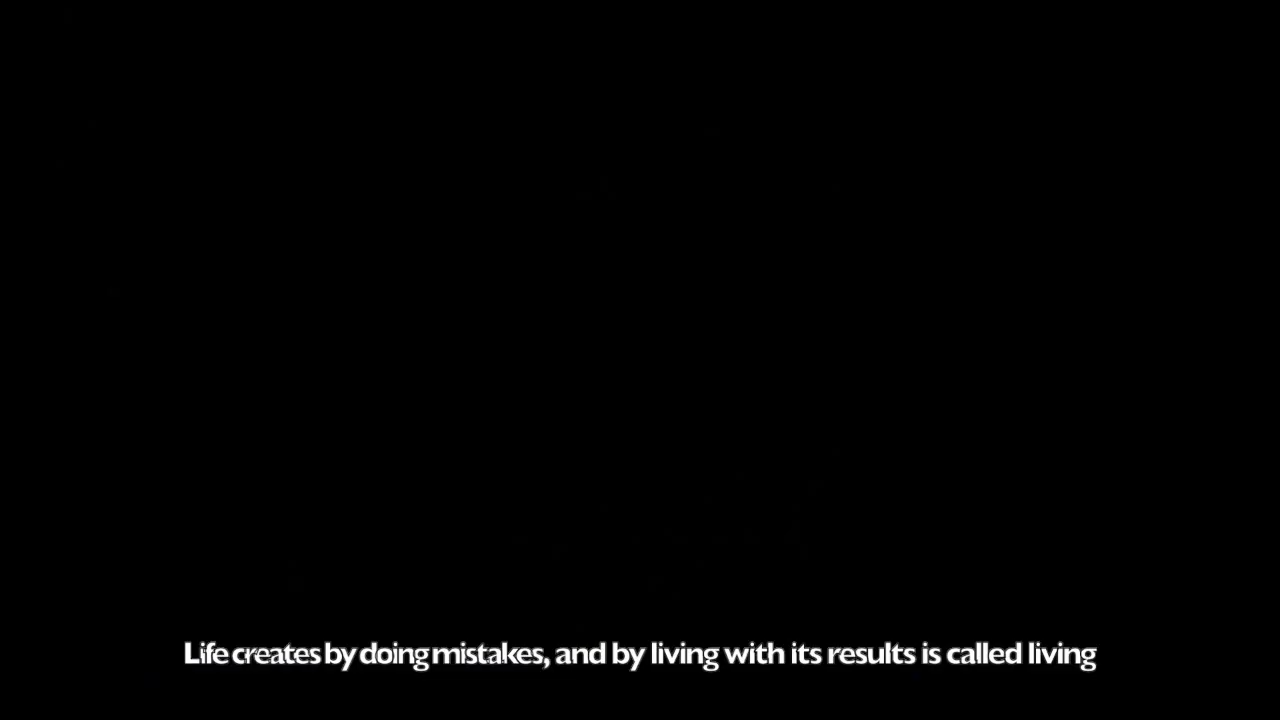 Life creates by doing mistakes, and by living with its results is called living